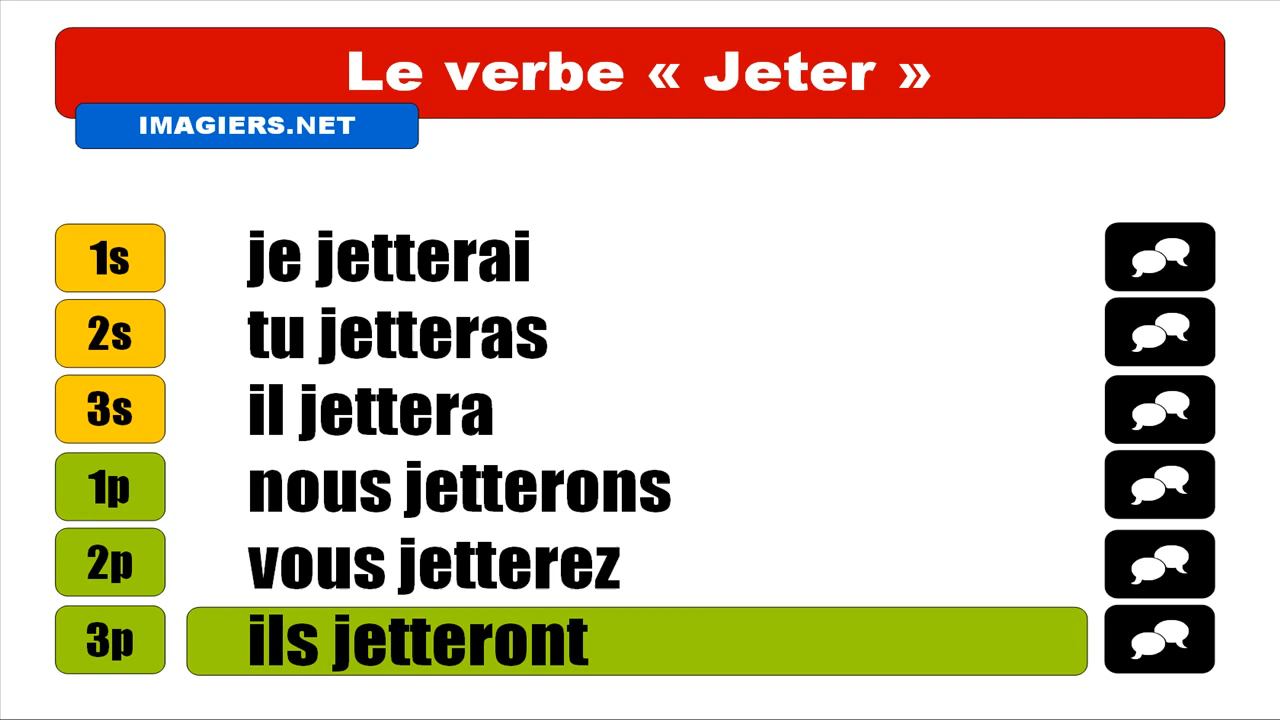 Le verbe « Jeter »
IMAGIERS.NET
1s je jetterai
2s tu jetteras
3s il jettera
1p nous jetterons
2p vous jetterez
3p ils jetteront